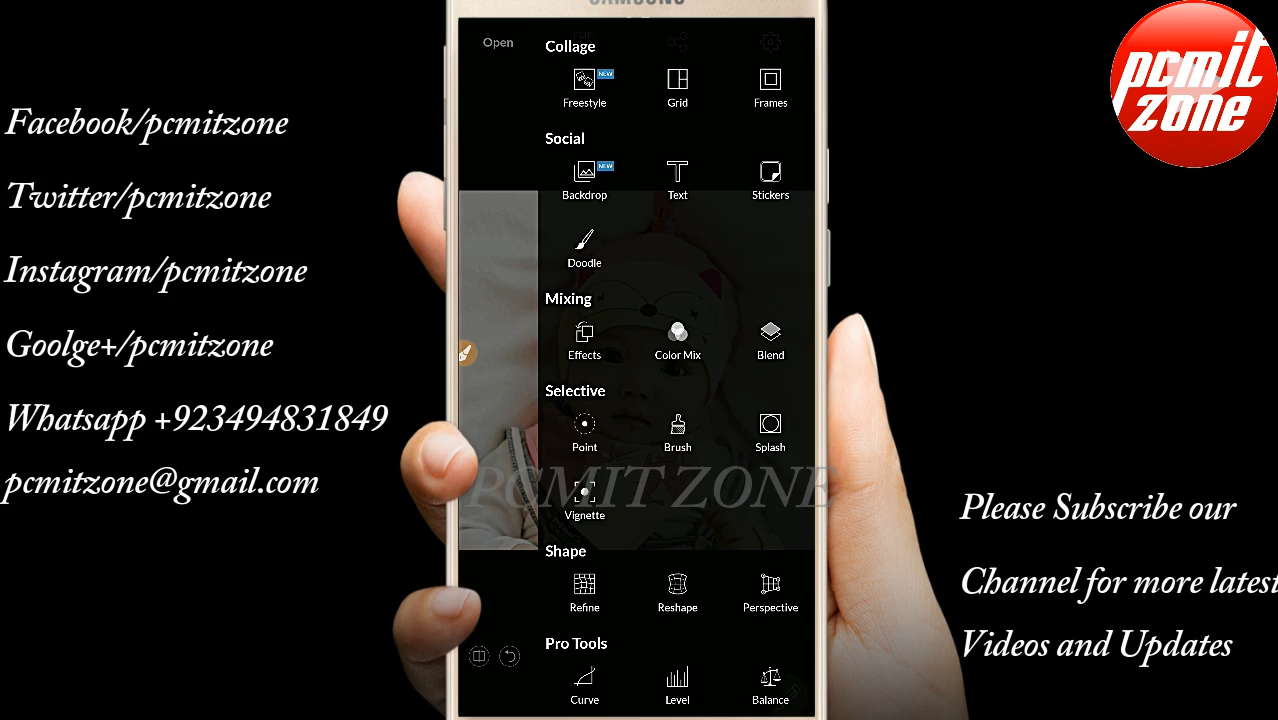 Facebook/pcmitzone
Twitter/pcmitzone
Instagram/pcmitzone
Goolge+/pcmitzone
Whatsapp +923494831849
pcmitzone@gmail.com
SAMSUNG
Open
Collage
NEW
Freestyle Grid Frames
Social
NEW
Backdrop Text Stickers
Doodle
Mixing
Effects Color Mix Blend
Selective
Point Brush Splash
PCMIT ZONE
Vignette
Shape
Refine Reshape Perspective
Pro Tools
Curve Level Balance
pcmit
zone
Please Subscribe our
Channel for more latest
Videos and Updates